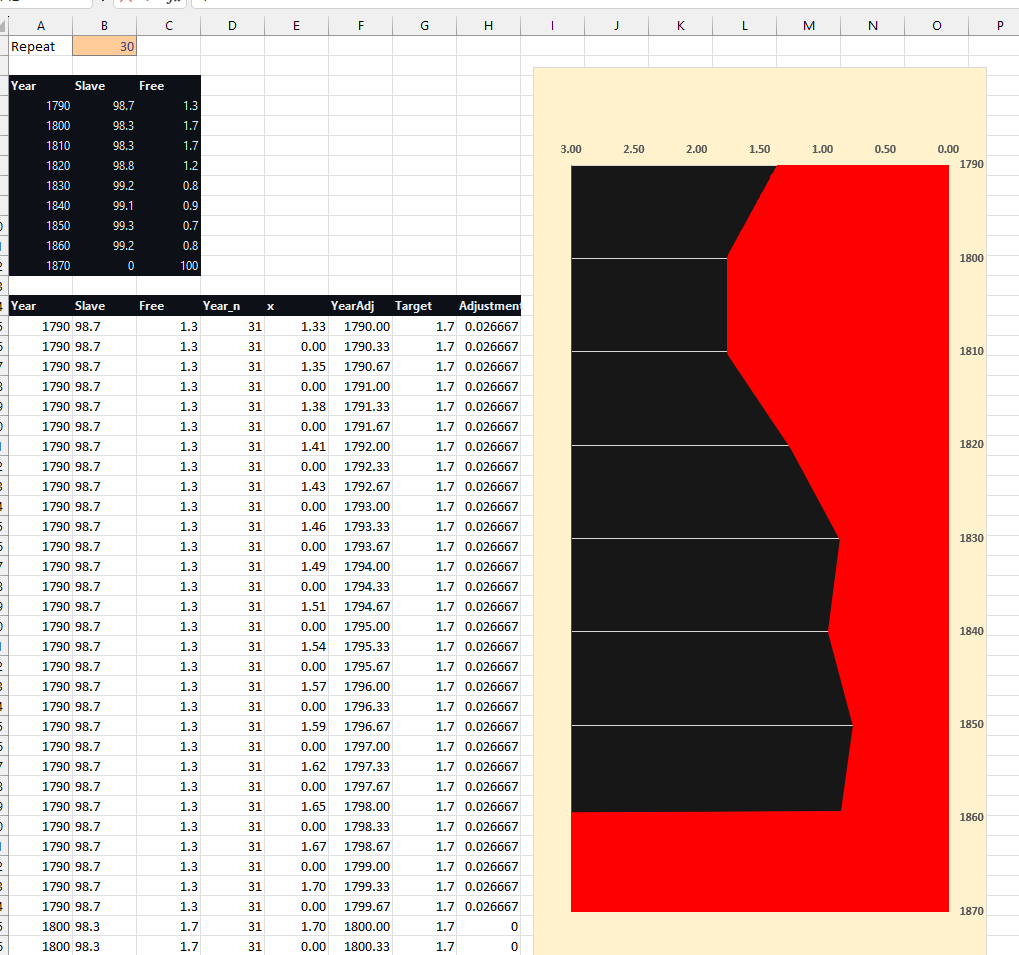 A B C D E F G H I J K L M N O P
Repeat 30
Year Slave Free
1790 98.7 1.3
1800 98.3 1.7
1810 98.3 1.7
1820 98.8 1.2
1830 99.2 0.8
1840 99.1 0.9
1850 99.3 0.7
1860 99.2 0.8
1870 0 100
Year Slave Free Year_n x YearAdj Target Adjustment
1790 98.7 1.3 31 1.33 1790.00 1.7 0.026667
1790 98.7 1.3 31 0.00 1790.33 1.7 0.026667
1790 98.7 1.3 31 1.35 1790.67 1.7 0.026667
1790 98.7 1.3 31 0.00 1791.00 1.7 0.026667
1790 98.7 1.3 31 1.38 1791.33 1.7 0.026667
1790 98.7 1.3 31 0.00 1791.67 1.7 0.026667
1790 98.7 1.3 31 1.41 1792.00 1.7 0.026667
1790 98.7 1.3 31 0.00 1792.33 1.7 0.026667
1790 98.7 1.3 31 1.43 1792.67 1.7 0.026667
1790 98.7 1.3 31 0.00 1793.00 1.7 0.026667
1790 98.7 1.3 31 1.46 1793.33 1.7 0.026667
1790 98.7 1.3 31 0.00 1793.67 1.7 0.026667
1790 98.7 1.3 31 1.49 1794.00 1.7 0.026667
1790 98.7 1.3 31 0.00 1794.33 1.7 0.026667
1790 98.7 1.3 31 1.51 1794.67 1.7 0.026667
1790 98.7 1.3 31 0.00 1795.00 1.7 0.026667
1790 98.7 1.3 31 1.54 1795.33 1.7 0.026667
1790 98.7 1.3 31 0.00 1795.67 1.7 0.026667
1790 98.7 1.3 31 1.57 1796.00 1.7 0.026667
1790 98.7 1.3 31 0.00 1796.33 1.7 0.026667
1790 98.7 1.3 31 1.59 1796.67 1.7 0.026667
1790 98.7 1.3 31 0.00 1797.00 1.7 0.026667
1790 98.7 1.3 31 1.62 1797.33 1.7 0.026667
1790 98.7 1.3 31 0.00 1797.67 1.7 0.026667
1790 98.7 1.3 31 1.65 1798.00 1.7 0.026667
1790 98.7 1.3 31 0.00 1798.33 1.7 0.026667
1790 98.7 1.3 31 1.67 1798.67 1.7 0.026667
1790 98.7 1.3 31 0.00 1799.00 1.7 0.026667
1790 98.7 1.3 31 1.70 1799.33 1.7 0.026667
1790 98.7 1.3 31 0.00 1799.67 1.7 0.026667
1800 98.3 1.7 31 1.70 1800.00 1.7 0
1800 98.3 1.7 31 0.00 1800.33 1.7 0
3.00 2.50 2.00 1.50 1.00 0.50 0.00
1790
1800
1810
1820
1830
1840
1850
1860
1870